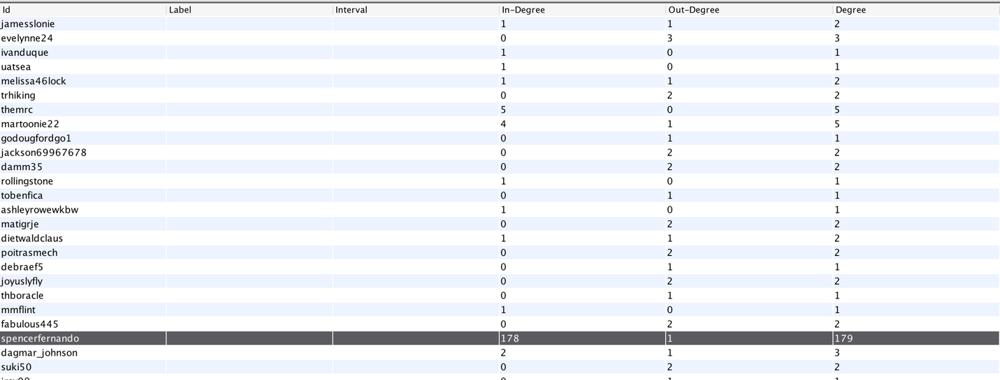 Id Label Interval In-Degree Out-Degree Degree
jamesslonie 1 1 2
evelynne24 0 3 3
ivanduque 1 0 1
uatsea 1 0 1
melissa46lock 1 1 2
trhiking 0 2 2
themrc 5 0 5
martoonie22 4 1 5
godougfordgo1 0 1 1
jackson69967678 0 2 2
damm35 0 2 2
rollingstone 1 0 1
tobenfica 0 1 1
ashleyrowewkbw 1 0 1
matigrje 0 2 2
dietwaldclaus 1 1 2
poitrasmech 0 2 2
debraef5 0 1 1
joyuslyfly 0 2 2
thboracle 0 1 1
mmflint 1 0 1
fabulous445 0 2 2
spencerfernando 178 1 179
dagmar_johnson 2 1 3
suki50 0 2 2